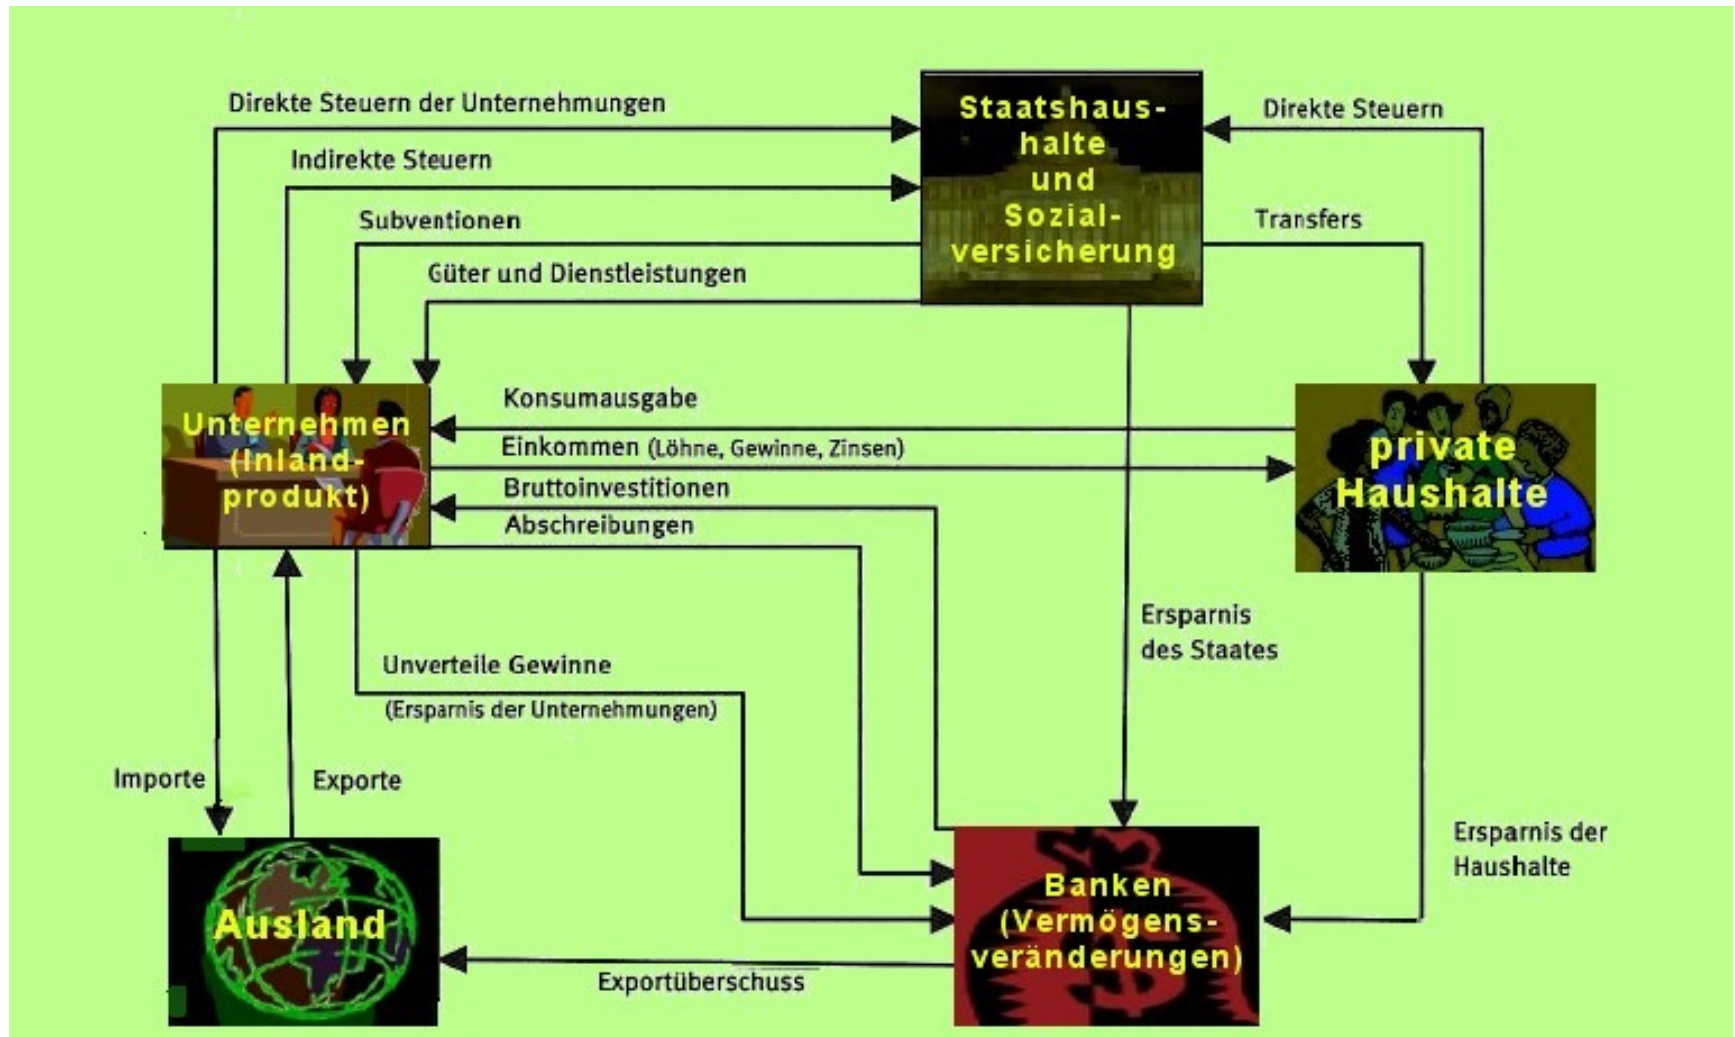 Direkte Steuern der Unternehmungen
Indirekte Steuern
Subventionen
Güter und Dienstleistungen
Staatshaus-
halte
und
Sozial-
versicherung
Direkte Steuern
Transfers
Unternehmen
(Inland-
produkt)
Konsumausgabe
Einkommen (Löhne, Gewinne, Zinsen)
Bruttoinvestitionen
Abschreibungen
private
Haushalte
Ersparnis
des Staates
Unverteile Gewinne
(Ersparnis der Unternehmungen)
Importe
Exporte
Ersparnis der
Haushalte
Ausland
Exportüberschuss
Banken
(Vermögens-
veränderungen)